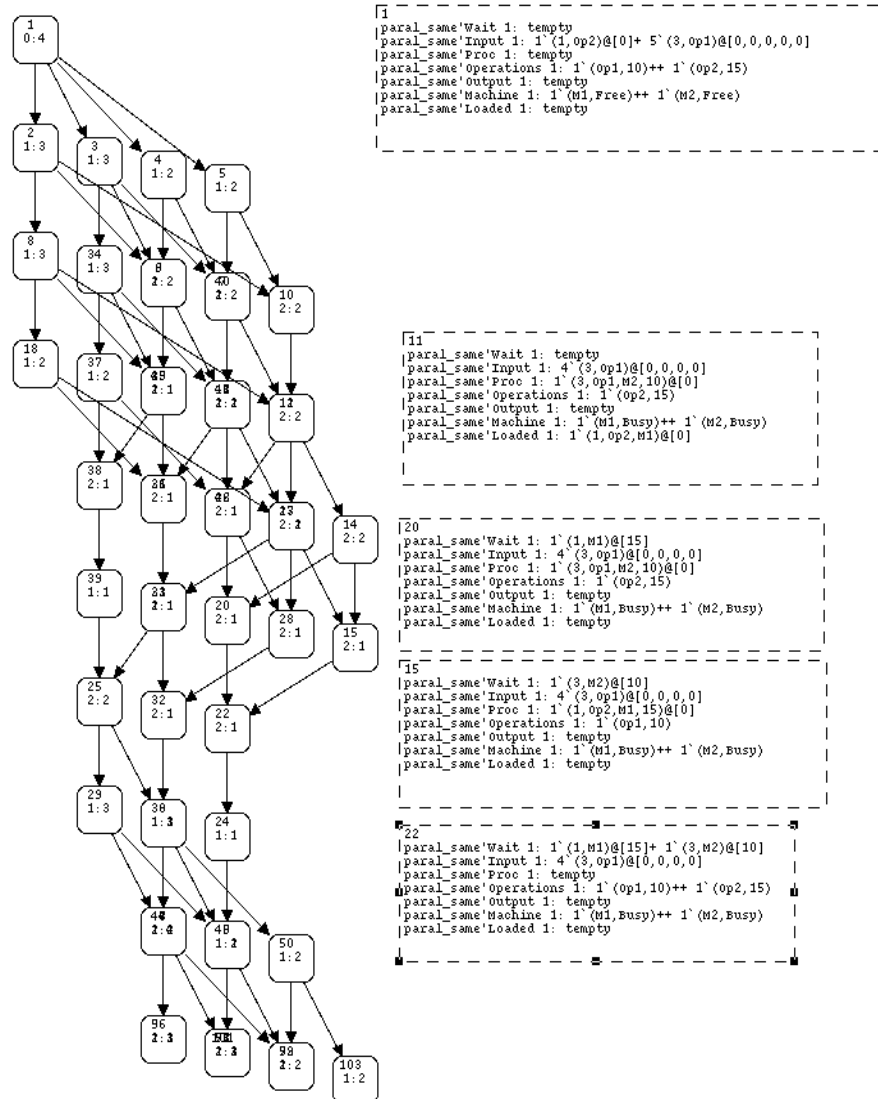 1
0:4
2
1:3
3
1:3
4
1:2
5
1:2
8
1:3
34
1:3
2:2
2:2
10
2:2
18
1:2
37
1:2
2:1
12
2:2
38
2:1
2:1
2:1
14
2:2
39
1:1
2:1
20
2:1
28
2:1
15
2:1
25
2:2
32
2:1
22
2:1
29
1:3
24
1:1
50
1:2
96
2:2
103
1:2
1
paral_same'Wait 1: tempty
paral_same'Input 1: 1`(1,Op2)@[0]+ 5`(3,Op1)@[0,0,0,0,0]
paral_same'Proc 1: tempty
paral_same'Operations 1: 1`(Op1,10)++ 1`(Op2,15)
paral_same'Output 1: tempty
paral_same'Machine 1: 1`(M1,Free)++ 1`(M2,Free)
paral_same'Loaded 1: tempty
11
paral_same'Wait 1: tempty
paral_same'Input 1: 4`(3,Op1)@[0,0,0,0]
paral_same'Proc 1: 1`(3,Op1,M2,10)@[0]
paral_same'Operations 1: 1`(Op2,15)
paral_same'Output 1: tempty
paral_same'Machine 1: 1`(M1,Busy)++ 1`(M2,Busy)
paral_same'Loaded 1: 1`(1,Op2,M1)@[0]
20
paral_same'Wait 1: 1`(1,M1)@[15]
paral_same'Input 1: 4`(3,Op1)@[0,0,0,0]
paral_same'Proc 1: 1`(3,Op1,M2,10)@[0]
paral_same'Operations 1: 1`(Op2,15)
paral_same'Output 1: tempty
paral_same'Machine 1: 1`(M1,Busy)++ 1`(M2,Busy)
paral_same'Loaded 1: tempty
15
paral_same'Wait 1: 1`(3,M2)@[10]
paral_same'Input 1: 4`(3,Op1)@[0,0,0,0]
paral_same'Proc 1: 1`(1,Op2,M1,15)@[0]
paral_same'Operations 1: 1`(Op1,10)
paral_same'Output 1: tempty
paral_same'Machine 1: 1`(M1,Busy)++ 1`(M2,Busy)
paral_same'Loaded 1: tempty
22
paral_same'Wait 1: 1`(1,M1)@[15]+ 1`(3,M2)@[10]
paral_same'Input 1: 4`(3,Op1)@[0,0,0,0]
paral_same'Proc 1: tempty
paral_same'Operations 1: 1`(Op1,10)++ 1`(Op2,15)
paral_same'Output 1: tempty
paral_same'Machine 1: 1`(M1,Busy)++ 1`(M2,Busy)
paral_same'Loaded 1: tempty